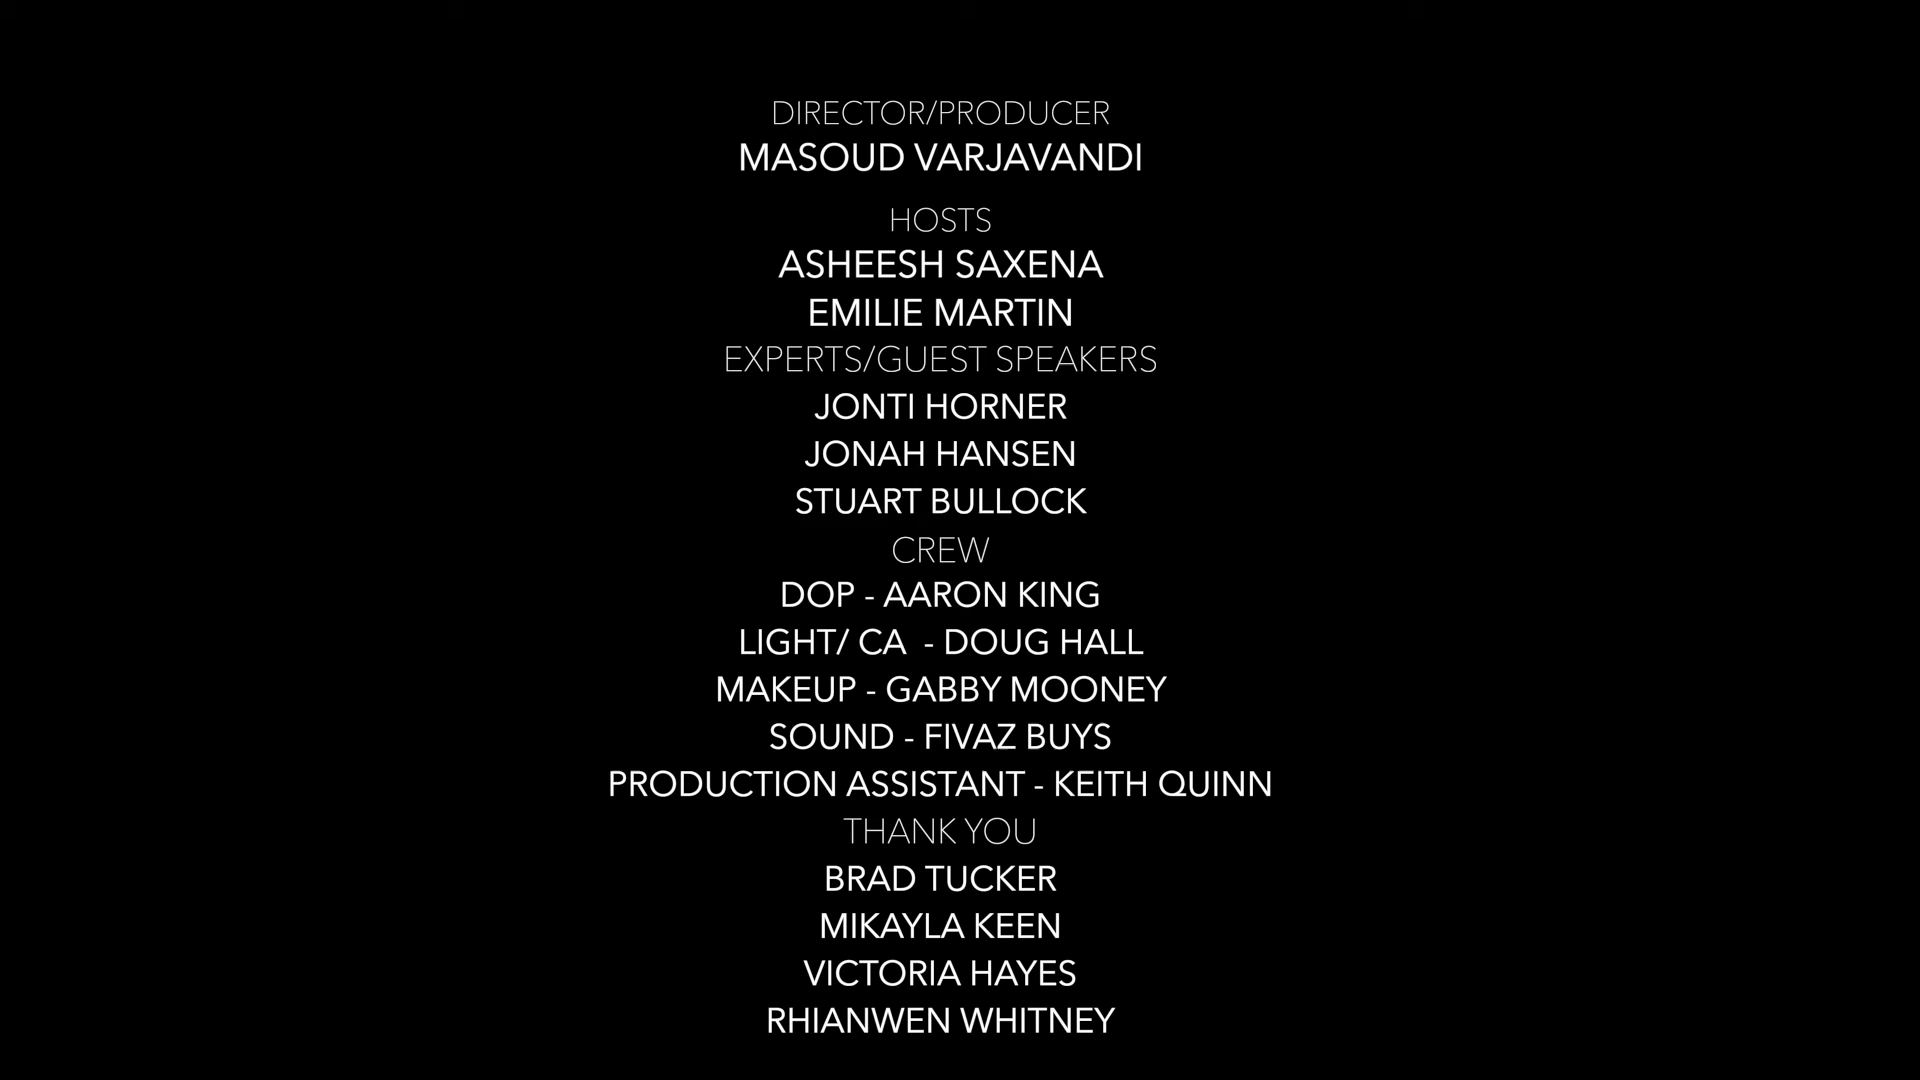 DIRECTOR/PRODUCER
MASOUD VARJAVANDI
HOSTS
ASHEESH SAXENA
EMILIE MARTIN
EXPERTS/GUEST SPEAKERS
JONTI HORNER
JONAH HANSEN
STUART BULLOCK
CREW
DOP - AARON KING
LIGHT/ CA  - DOUG HALL
MAKEUP - GABBY MOONEY
SOUND - FIVAZ BUYS
PRODUCTION ASSISTANT - KEITH QUINN
THANK YOU
BRAD TUCKER
MIKAYLA KEEN
VICTORIA HAYES
RHIANWEN WHITNEY